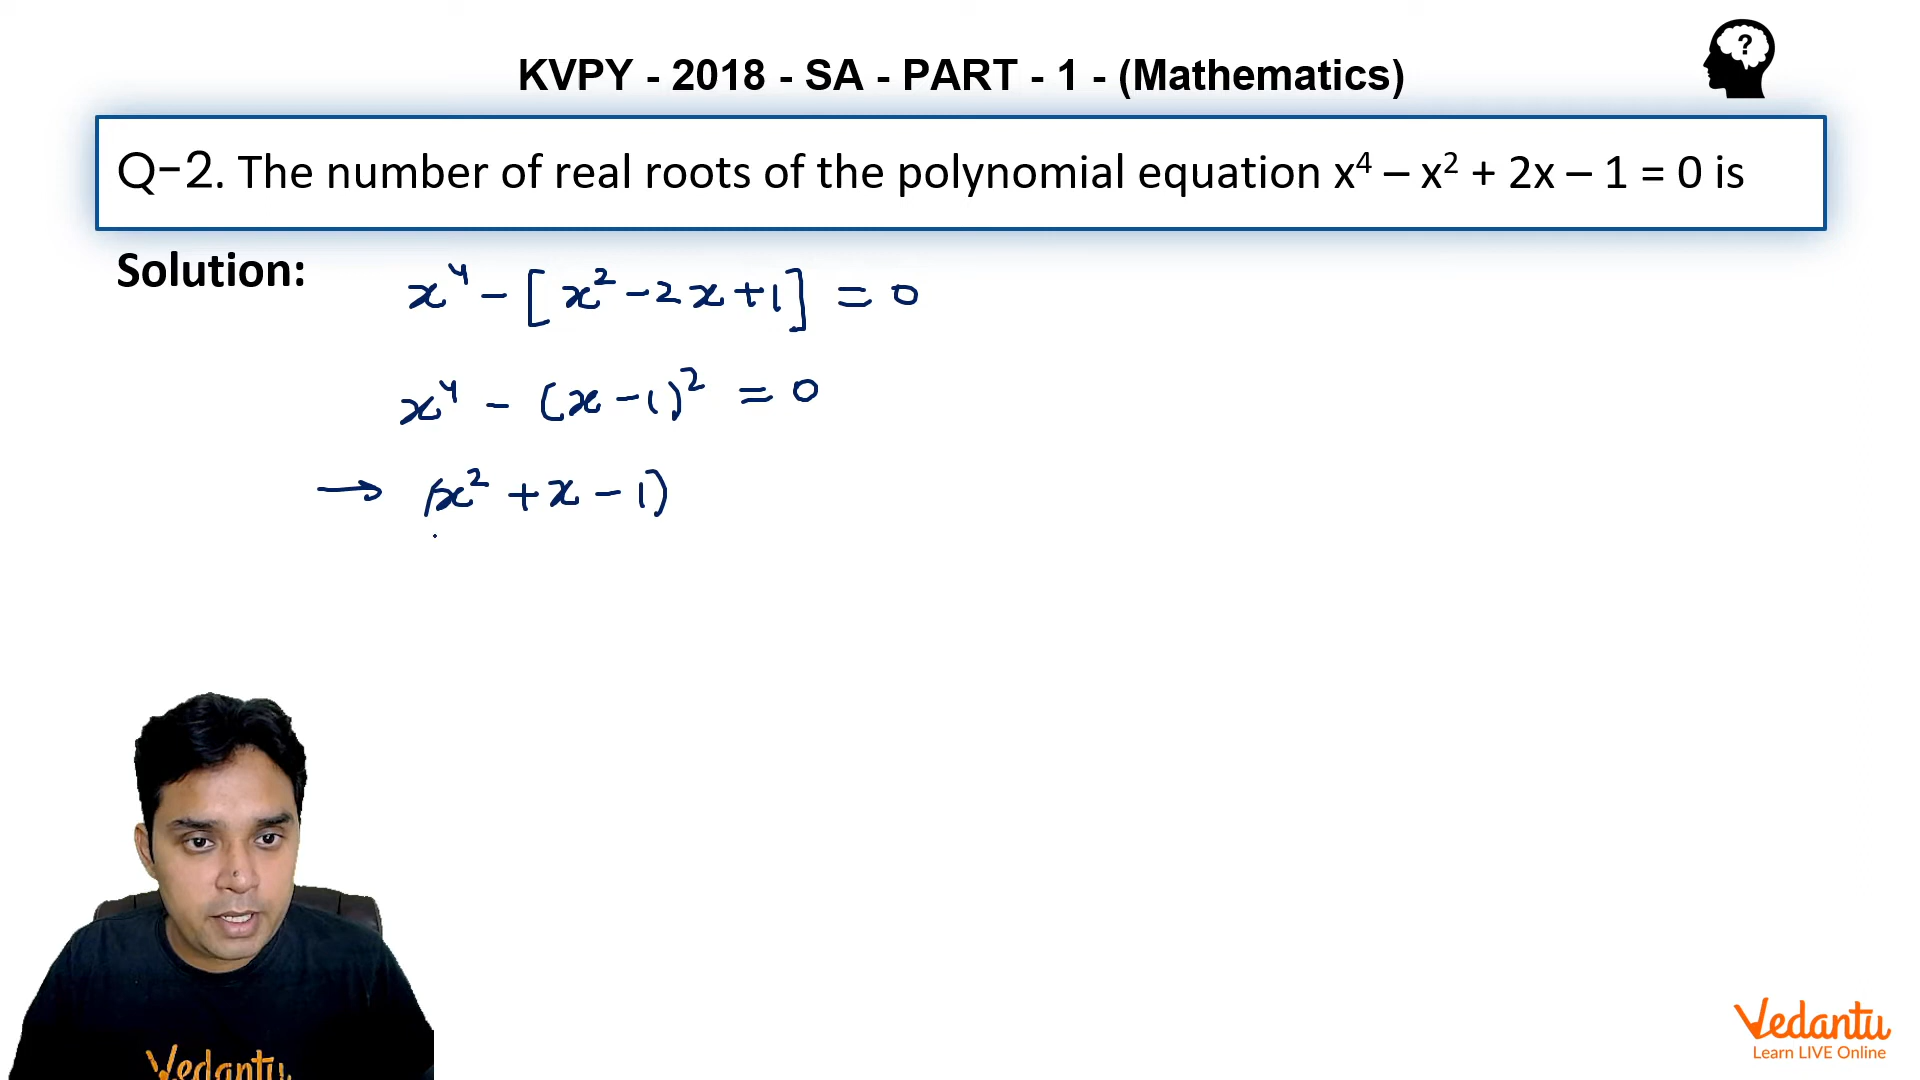 KVPY - 2018 - SA - PART - 1 - (Mathematics)
?
Q-2. The number of real roots of the polynomial equation x⁴ – x² + 2x – 1 = 0 is
Solution:
x⁴ - [x² - 2x + 1] = 0
x⁴ - (x - 1)² = 0
→ (x² + x - 1)
Vedantu
Vedantu
Learn LIVE Online